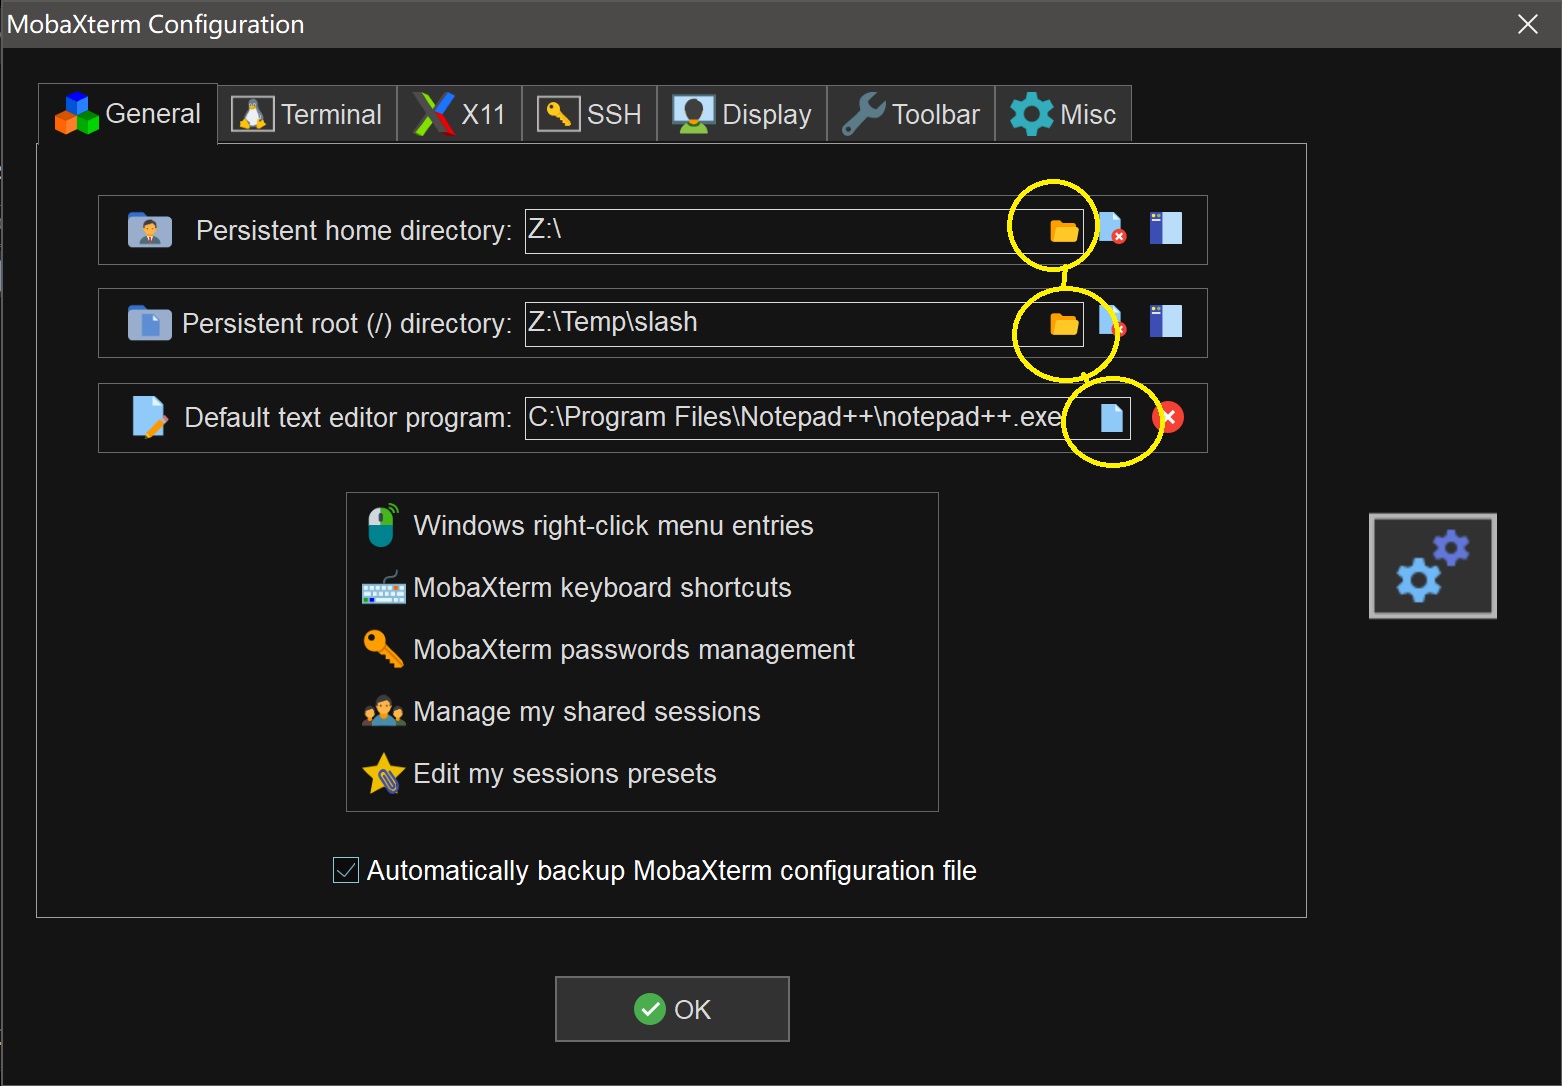 MobaXterm Configuration
General Terminal X11 SSH Display Toolbar Misc
Persistent home directory: Z:\
Persistent root (/) directory: Z:\Temp\slash
Default text editor program: C:\Program Files\Notepad++\notepad++.exe
Windows right-click menu entries
MobaXterm keyboard shortcuts
MobaXterm passwords management
Manage my shared sessions
Edit my sessions presets
Automatically backup MobaXterm configuration file
OK